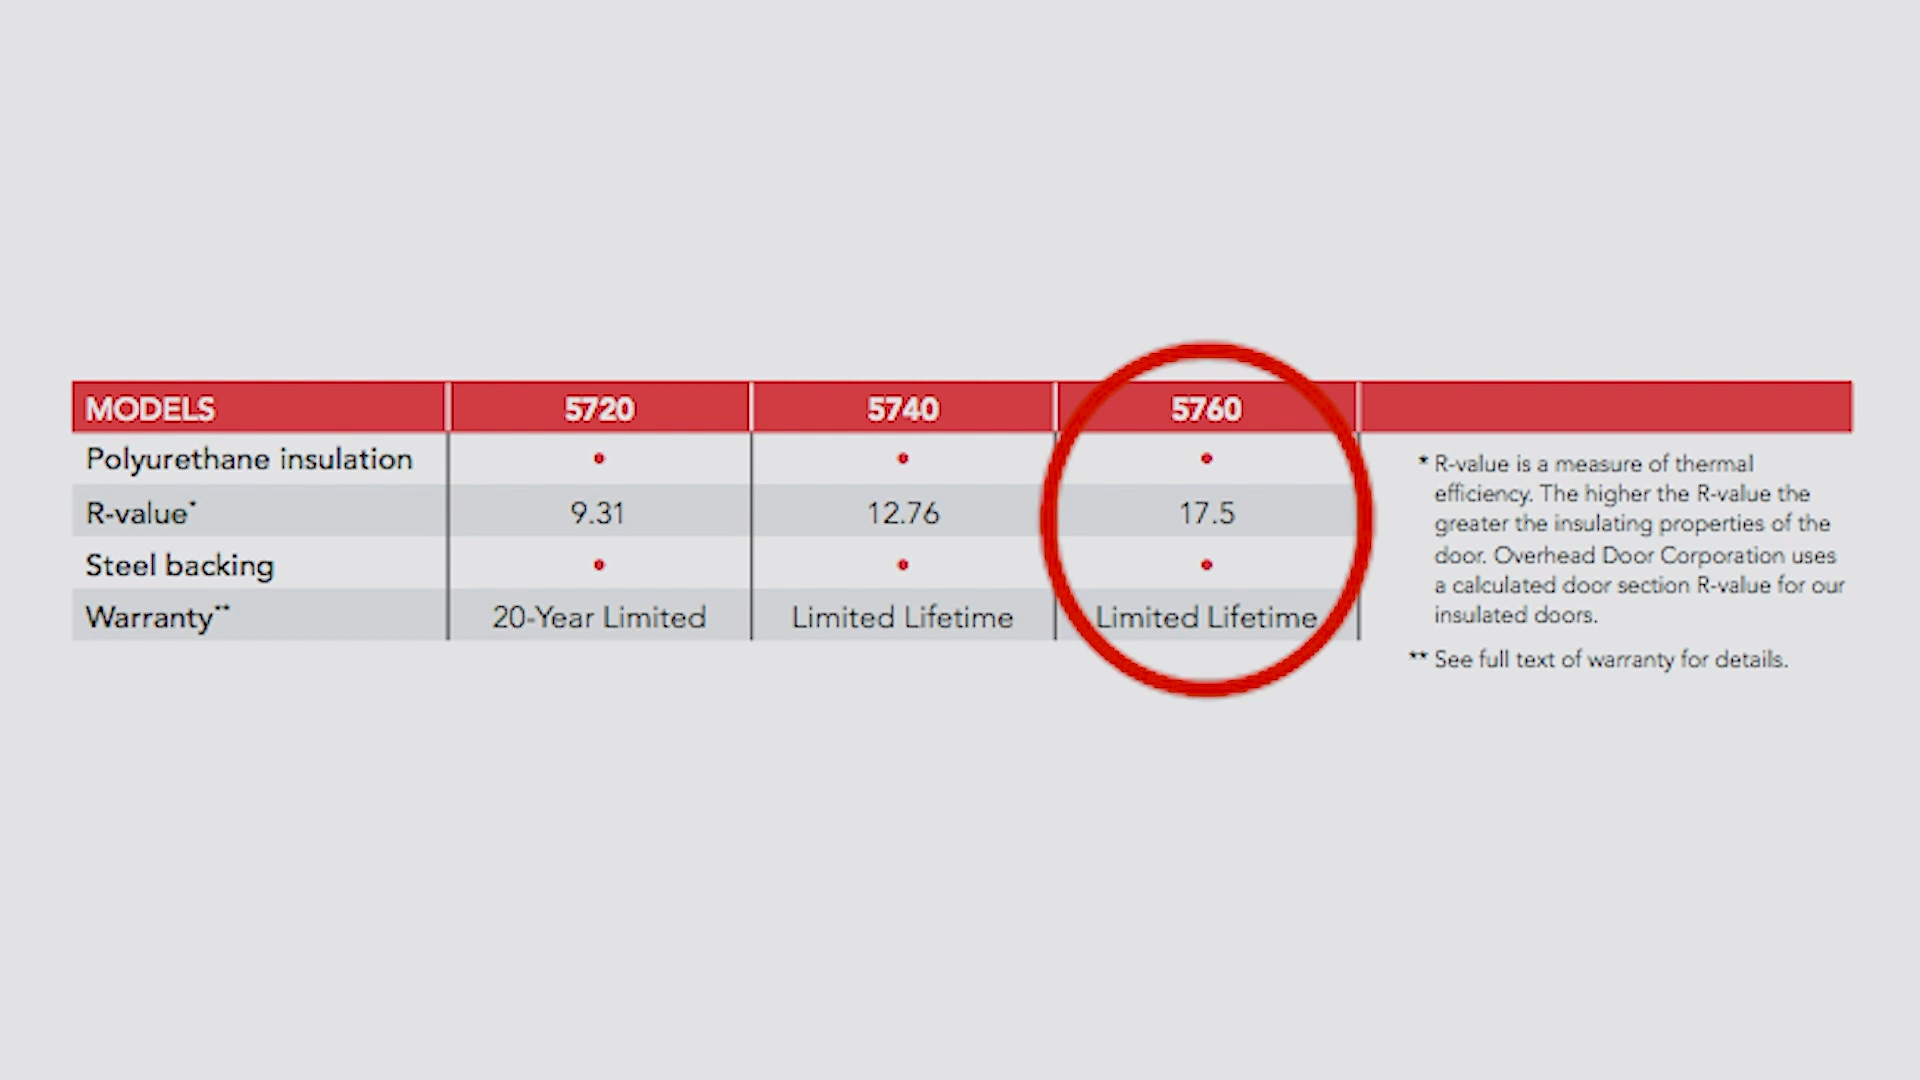 MODELS 5720 5740 5760
Polyurethane insulation • • •
R-value* 9.31 12.76 17.5
Steel backing • • •
Warranty** 20-Year Limited Limited Lifetime Limited Lifetime
* R-value is a measure of thermal
efficiency. The higher the R-value the
greater the insulating properties of the
door. Overhead Door Corporation uses
a calculated door section R-value for our
insulated doors.
** See full text of warranty for details.